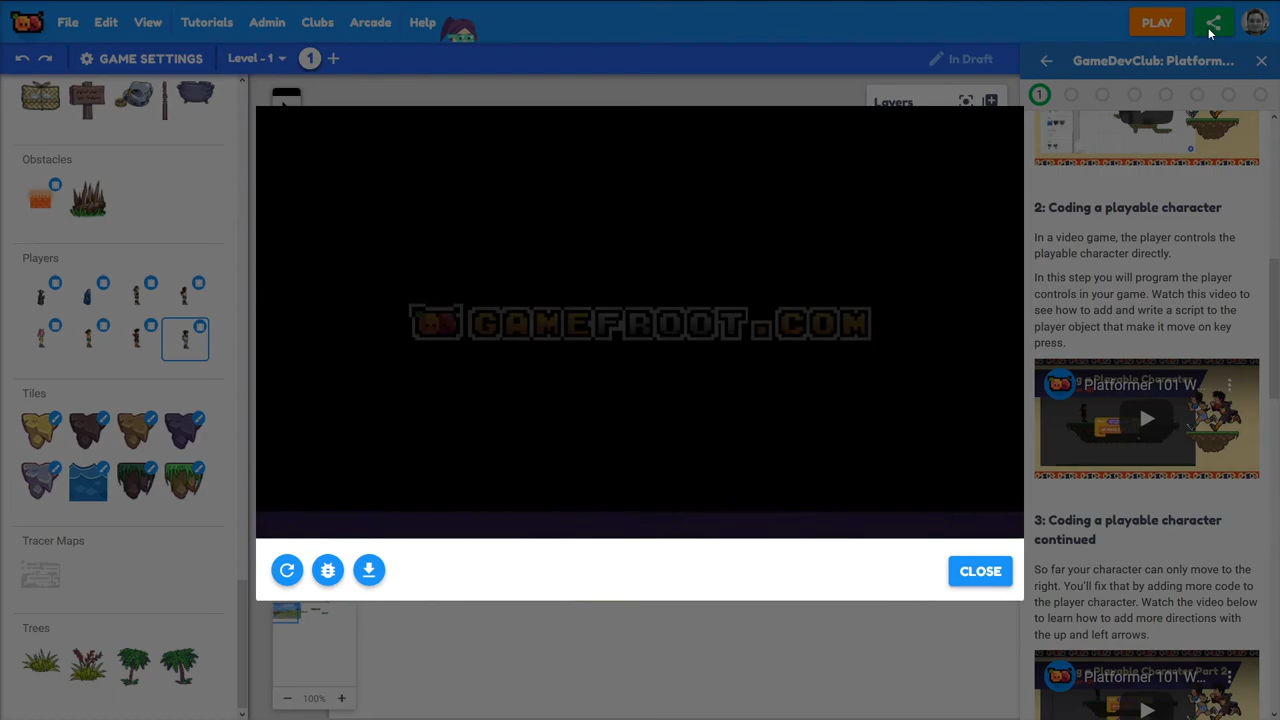 File Edit View Tutorials Admin Clubs Arcade Help PLAY
GAME SETTINGS Level - 1 1 In Draft
GameDevClub: Platform...
1
Layers
Obstacles
Players
Tiles
Tracer Maps
Trees
GAMEFROOT.COM
CLOSE
100%
2: Coding a playable character
In a video game, the player controls the
playable character directly.
In this step you will program the player
controls in your game. Watch this video to
see how to add and write a script to the
player object that make it move on key
press.
Platformer 101 W...
3: Coding a playable character
continued
So far your character can only move to the
right. You'll fix that by adding more code to
the player character. Watch the video below
to learn how to add more directions with
the up and left arrows.
Platformer 101 W...